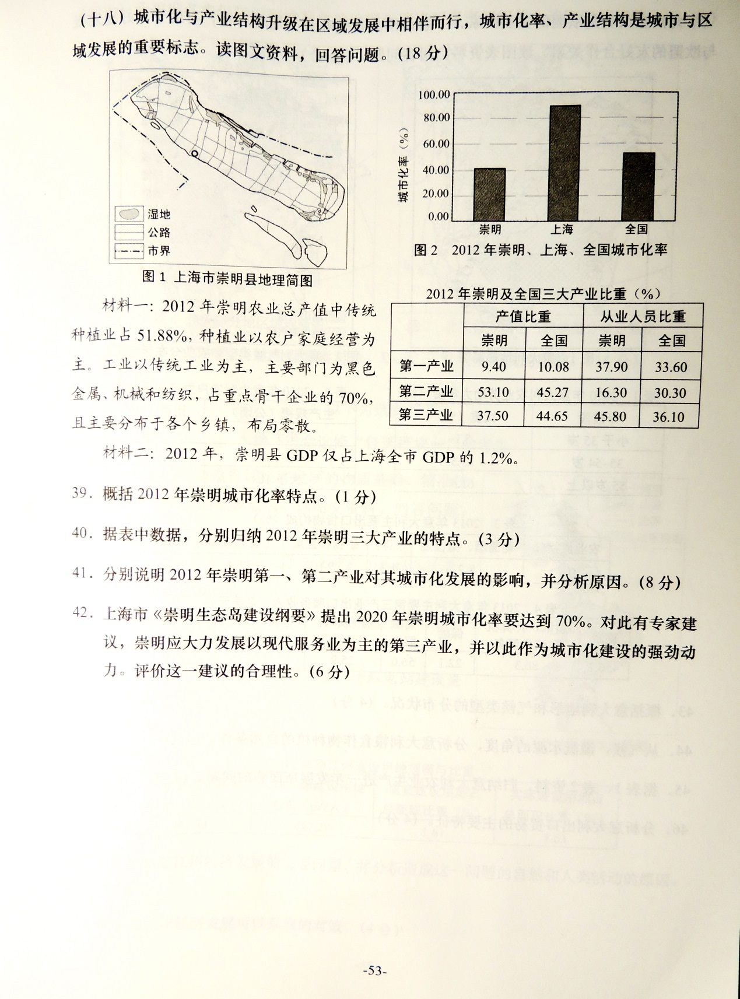 （十八）城市化与产业结构升级在区域发展中相伴而行，城市化率、产业结构是城市与区
域发展的重要标志。读图文资料，回答问题。(18 分)
湿地
公路
市界
图 1 上海市崇明县地理简图
城市化率（%）
100.00
80.00
60.00
40.00
20.00
0.00
崇明 上海 全国
图 2 2012 年崇明、上海、全国城市化率
材料一：2012 年崇明农业总产值中传统
种植业占 51.88%，种植业以农户家庭经营为
主。工业以传统工业为主，主要部门为黑色
金属、机械和纺织，占重点骨干企业的 70%，
且主要分布于各个乡镇，布局零散。
2012 年崇明及全国三大产业比重（%）
产值比重 从业人员比重
崇明 全国 崇明 全国
第一产业 9.40 10.08 37.90 33.60
第二产业 53.10 45.27 16.30 30.30
第三产业 37.50 44.65 45.80 36.10
材料二：2012 年，崇明县 GDP 仅占上海全市 GDP 的 1.2%。
39．概括 2012 年崇明城市化率特点。(1 分)
40．据表中数据，分别归纳 2012 年崇明三大产业的特点。(3 分)
41．分别说明 2012 年崇明第一、第二产业对其城市化发展的影响，并分析原因。(8 分)
42．上海市《崇明生态岛建设纲要》提出 2020 年崇明城市化率要达到 70%。对此有专家建
议，崇明应大力发展以现代服务业为主的第三产业，并以此作为城市化建设的强劲动
力。评价这一建议的合理性。(6 分)
-53-